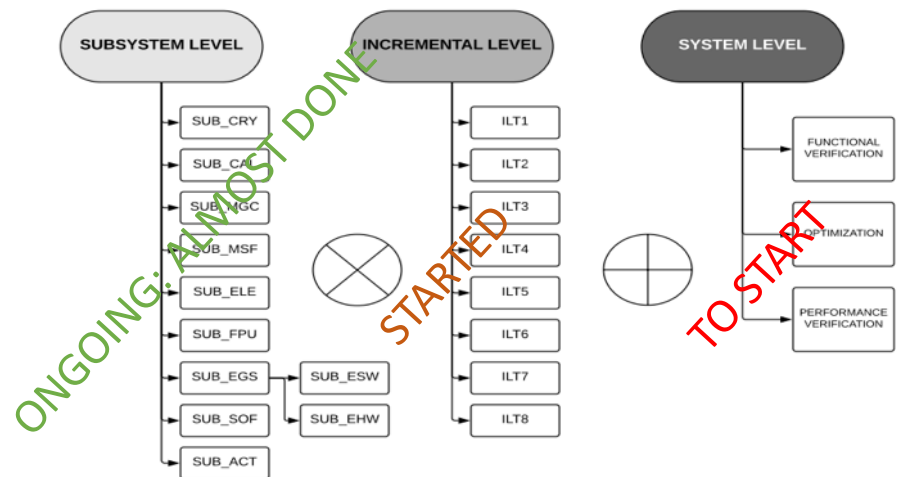 SUBSYSTEM LEVEL
SUB_CRY
SUB_CAL
SUB_MGC
SUB_MSF
SUB_ELE
SUB_FPU
SUB_EGS
SUB_ESW
SUB_EHW
SUB_SOF
SUB_ACT
ONGOING: ALMOST DONE
INCREMENTAL LEVEL
ILT1
ILT2
ILT3
ILT4
ILT5
ILT6
ILT7
ILT8
STARTED
SYSTEM LEVEL
FUNCTIONAL
VERIFICATION
OPTIMIZATION
PERFORMANCE
VERIFICATION
TO START